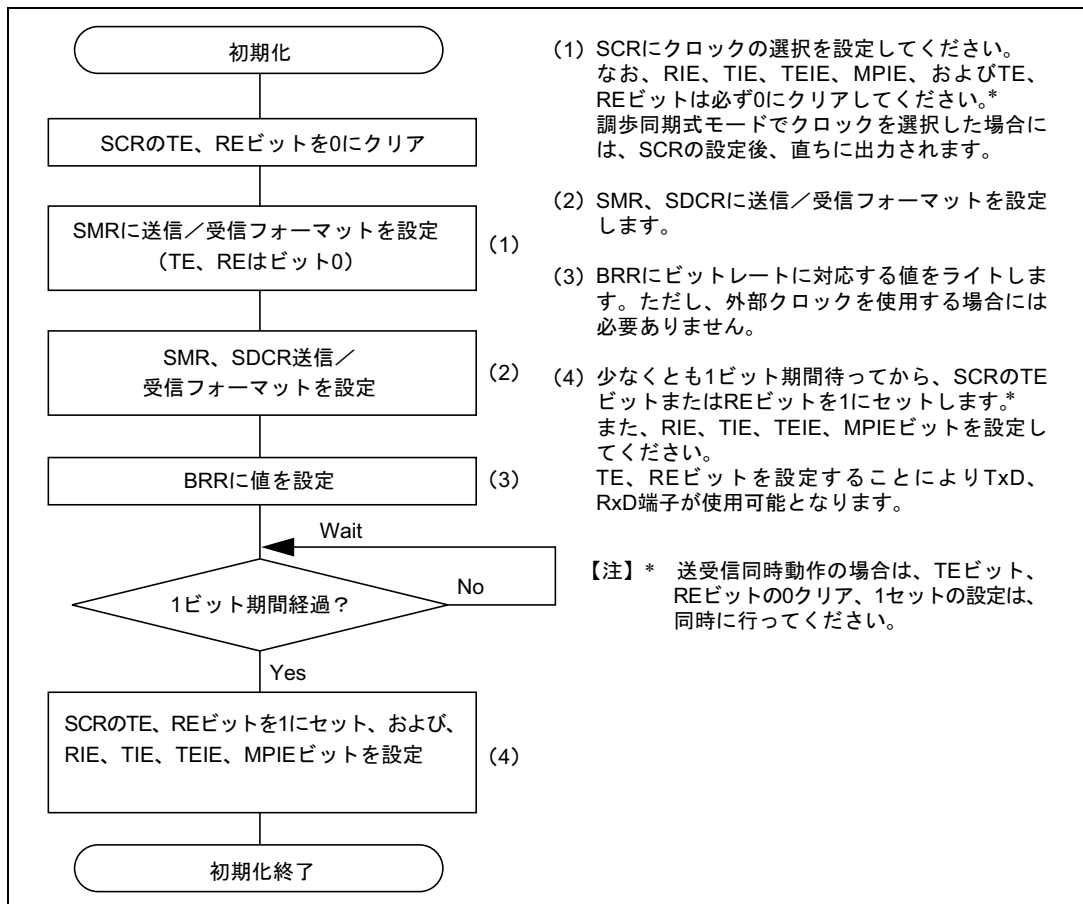 初期化
SCRのTE、REビットを0にクリア
SMRに送信／受信フォーマットを設定
（TE、REはビット0）
（1）
SMR、SDCR送信／
受信フォーマットを設定
（2）
BRRに値を設定
（3）
Wait
1ビット期間経過？
No
Yes
SCRのTE、REビットを1にセット、および、
RIE、TIE、TEIE、MPIEビットを設定
（4）
初期化終了
（1）SCRにクロックの選択を設定してください。
なお、RIE、TIE、TEIE、MPIE、およびTE、
REビットは必ず0にクリアしてください。*
調歩同期式モードでクロックを選択した場合に
は、SCRの設定後、直ちに出力されます。
（2）SMR、SDCRに送信／受信フォーマットを設定
します。
（3）BRRにビットレートに対応する値をライトしま
す。ただし、外部クロックを使用する場合には
必要ありません。
（4）少なくとも1ビット期間待ってから、SCRのTE
ビットまたはREビットを1にセットします。*
また、RIE、TIE、TEIE、MPIEビットを設定し
てください。
TE、REビットを設定することによりTxD、
RxD端子が使用可能となります。
【注】* 送受信同時動作の場合は、TEビット、
REビットの0クリア、1セットの設定は、
同時に行ってください。